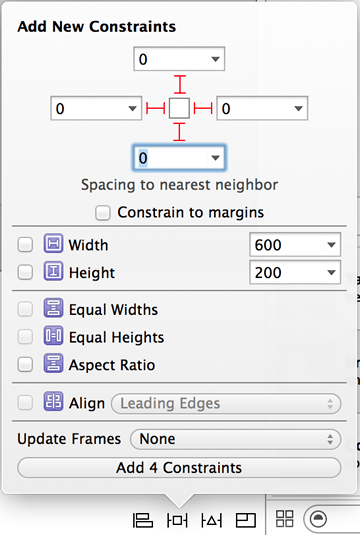 Add New Constraints
0
0 0
0
Spacing to nearest neighbor
Constrain to margins
Width 600
Height 200
Equal Widths
Equal Heights
Aspect Ratio
Align Leading Edges
Update Frames None
Add 4 Constraints